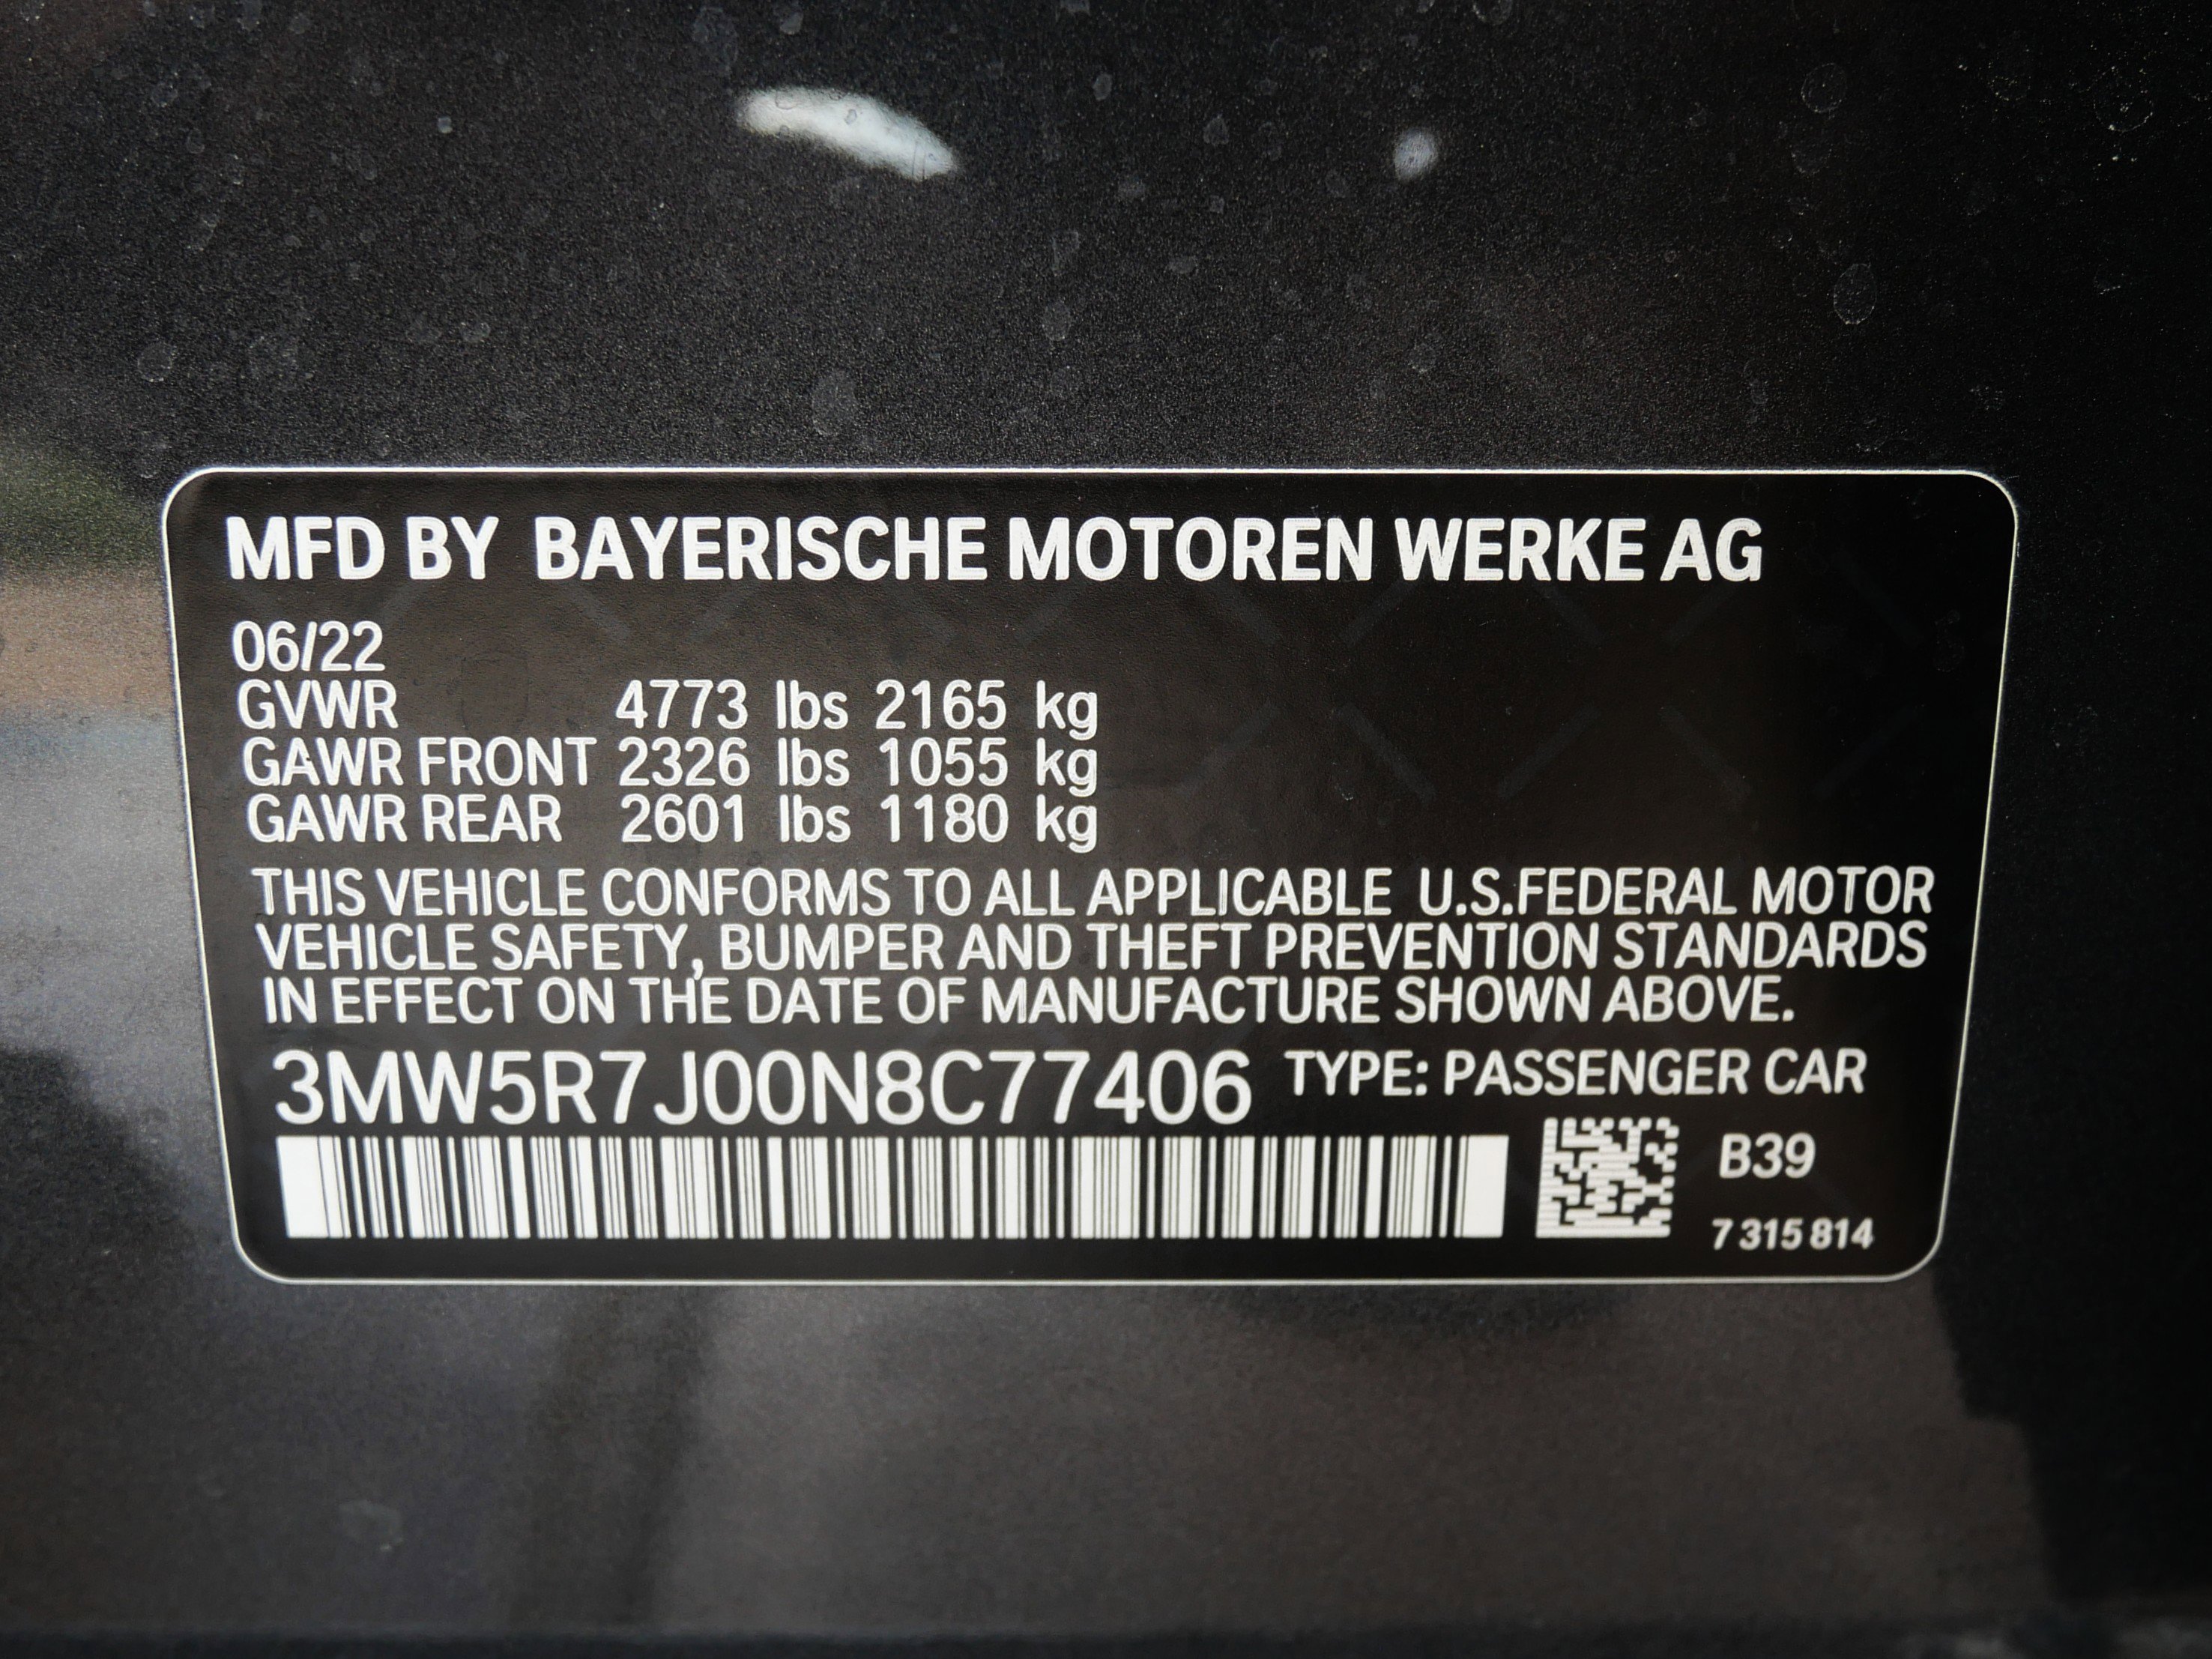 MFD BY BAYERISCHE MOTOREN WERKE AG
06/22
GVWR 4773 lbs 2165 kg
GAWR FRONT 2326 lbs 1055 kg
GAWR REAR 2601 lbs 1180 kg
THIS VEHICLE CONFORMS TO ALL APPLICABLE U.S.FEDERAL MOTOR
VEHICLE SAFETY, BUMPER AND THEFT PREVENTION STANDARDS
IN EFFECT ON THE DATE OF MANUFACTURE SHOWN ABOVE.
3MW5R7J00N8C77406 TYPE: PASSENGER CAR
B39
7 315 814